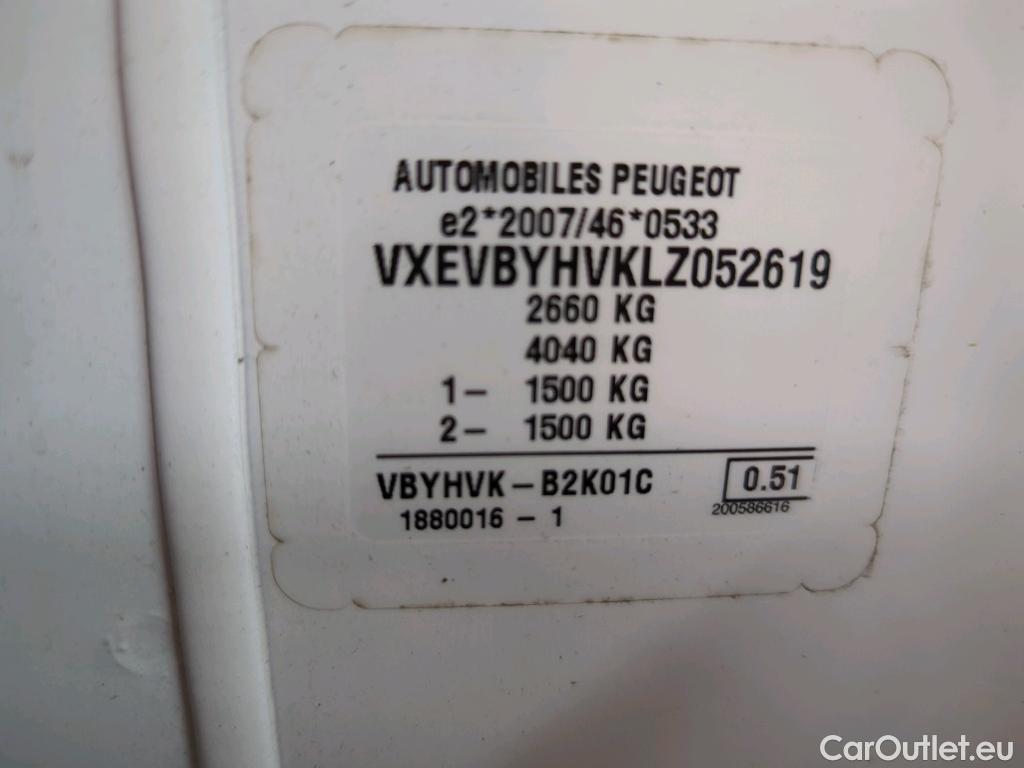 AUTOMOBILES PEUGEOT
e2*2007/46*0533
VXEVBYHVKLZ052619
2660 KG
4040 KG
1- 1500 KG
2- 1500 KG
VBYHVK-B2K01C 0.51
1880016-1 200586616
CarOutlet.eu